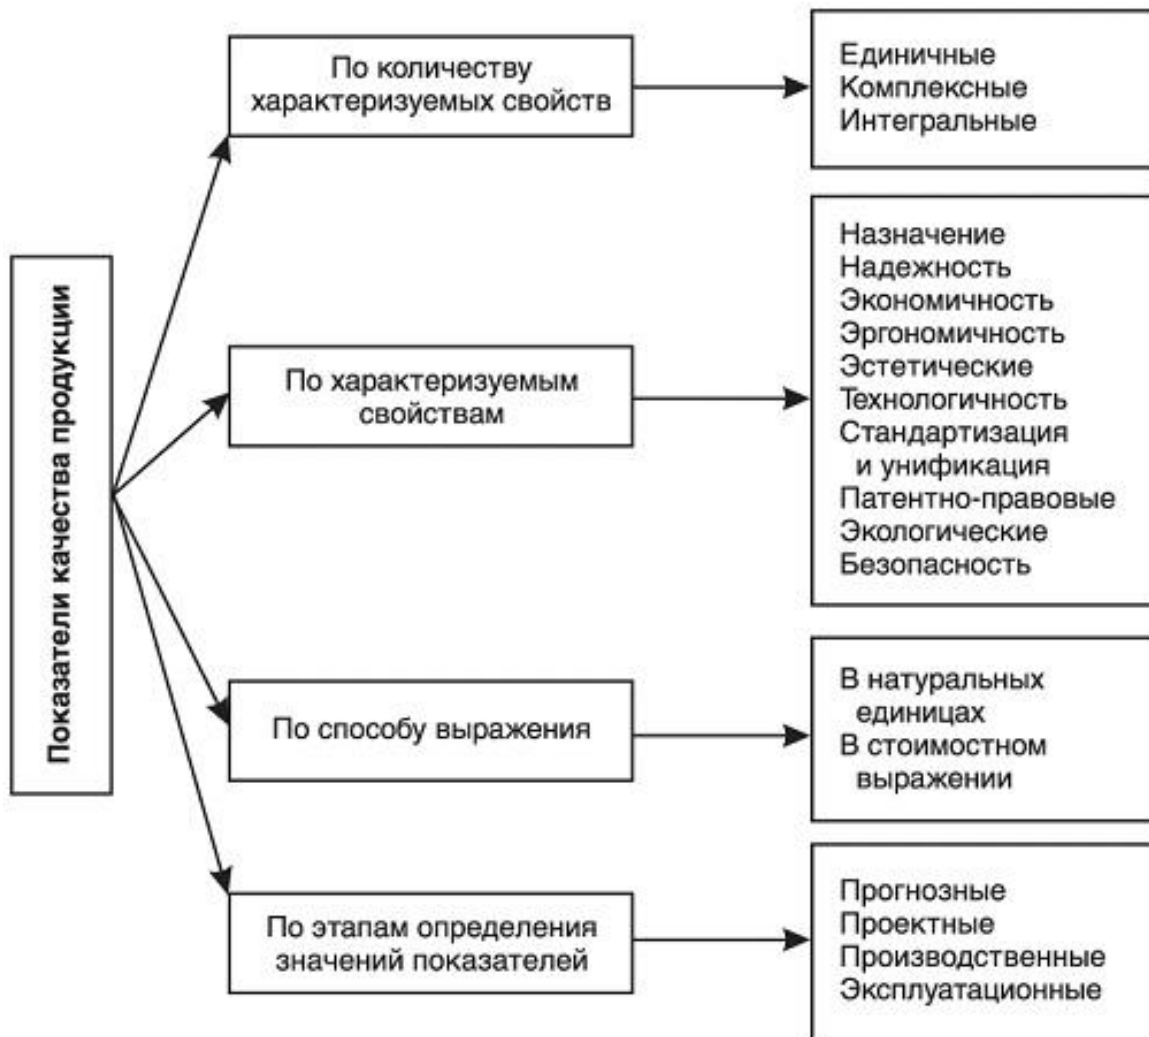 Показатели качества продукции
По количеству
характеризуемых свойств
Единичные
Комплексные
Интегральные
По характеризуемым
свойствам
Назначение
Надежность
Экономичность
Эргономичность
Эстетические
Технологичность
Стандартизация
и унификация
Патентно-правовые
Экологические
Безопасность
По способу выражения
В натуральных
единицах
В стоимостном
выражении
По этапам определения
значений показателей
Прогнозные
Проектные
Производственные
Эксплуатационные